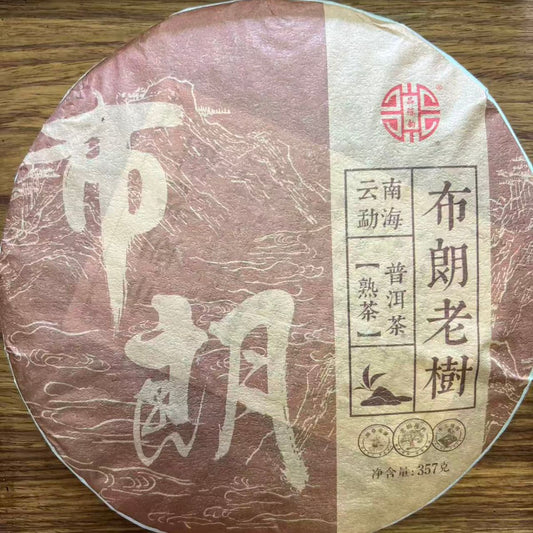 布朗
布朗老樹
云南
勐海
普洱茶
【熟茶】
净含量:357克